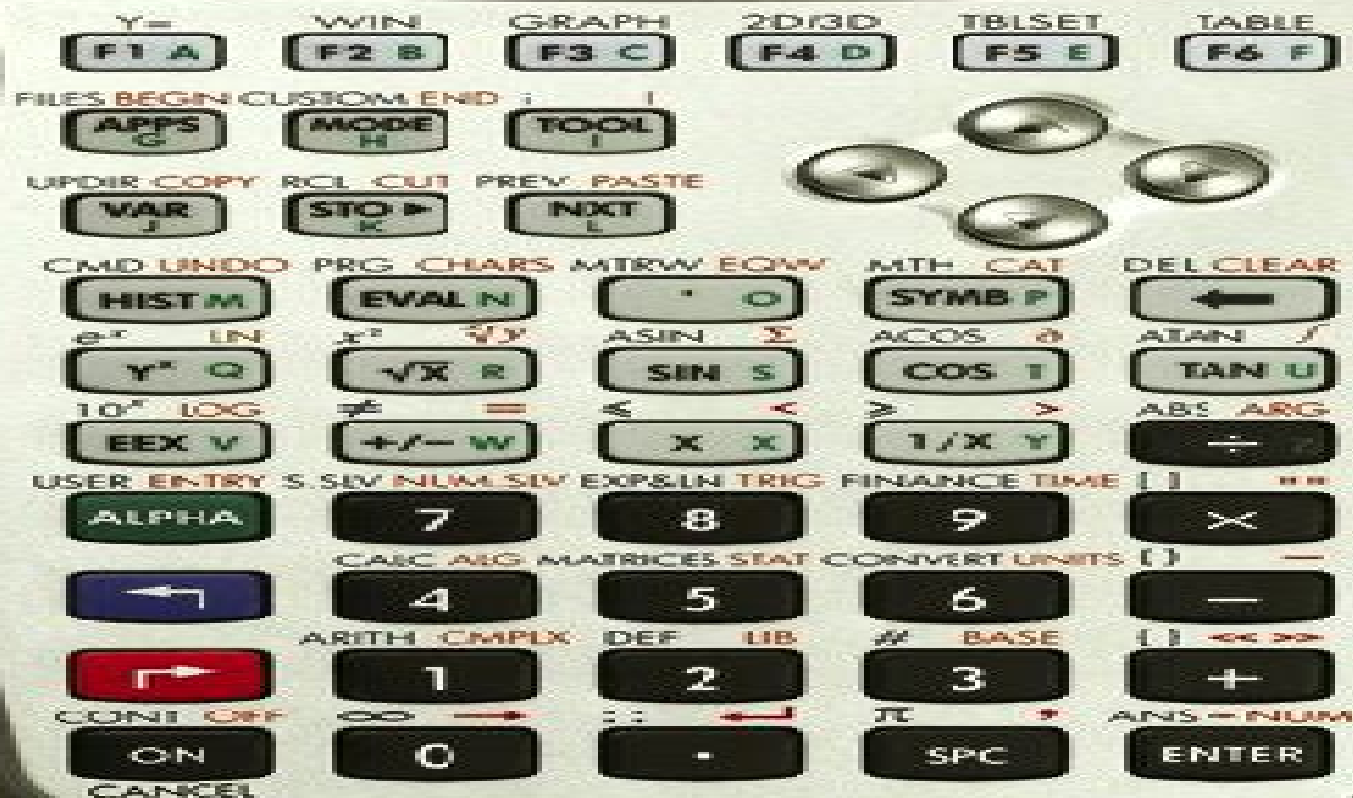 Y= WIN GRAPH 2D/3D TBLSET TABLE
F1 A F2 B F3 C F4 D F5 E F6 F
FILES BEGIN CUSTOM END i I
APPS MODE TOOL
G H I
UPDIR COPY RCL CUT PREV PASTE
VAR STO ▶ NXT
J K L
CMD UNDO PRG CHARS MTRW EQW MTH CAT DEL CLEAR
HIST M EVAL N ' O SYMB P ←
eˣ LN x² ˣ√y ASIN Σ ACOS ∂ ATAN ∫
Yˣ Q √X R SIN S COS T TAN U
10ˣ LOG ≠ = ≤ < ≥ > ABS ARG
EEX V +/− W X X 1/X Y ÷ Z
USER ENTRY S.SLV NUM.SLV EXP&LN TRIG FINANCE TIME [ ] " "
ALPHA 7 8 9 ×
CALC ALG MATRICES STAT CONVERT UNITS ( ) _
4 5 6 −
ARITH CMPLX DEF LIB # BASE { } << >>
1 2 3 +
CONT OFF ∞ → : : ↵ π , ANS →NUM
ON 0 . SPC ENTER
CANCEL